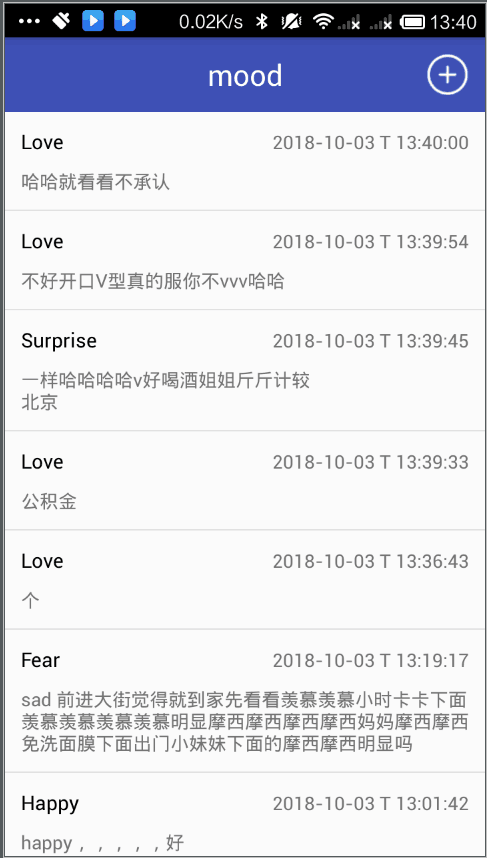 0.02K/s 13:40
mood
Love 2018-10-03 T 13:40:00
哈哈就看看不承认
Love 2018-10-03 T 13:39:54
不好开口V型真的服你不vvv哈哈
Surprise 2018-10-03 T 13:39:45
一样哈哈哈哈v好喝酒姐姐斤斤计较
北京
Love 2018-10-03 T 13:39:33
公积金
Love 2018-10-03 T 13:36:43
个
Fear 2018-10-03 T 13:19:17
sad 前进大街觉得就到家先看看羡慕羡慕小时卡卡下面
羡慕羡慕羡慕羡慕明显摩西摩西摩西摩西妈妈摩西摩西
免洗面膜下面出门小妹妹下面的摩西摩西明显吗
Happy 2018-10-03 T 13:01:42
happy，，，，，好